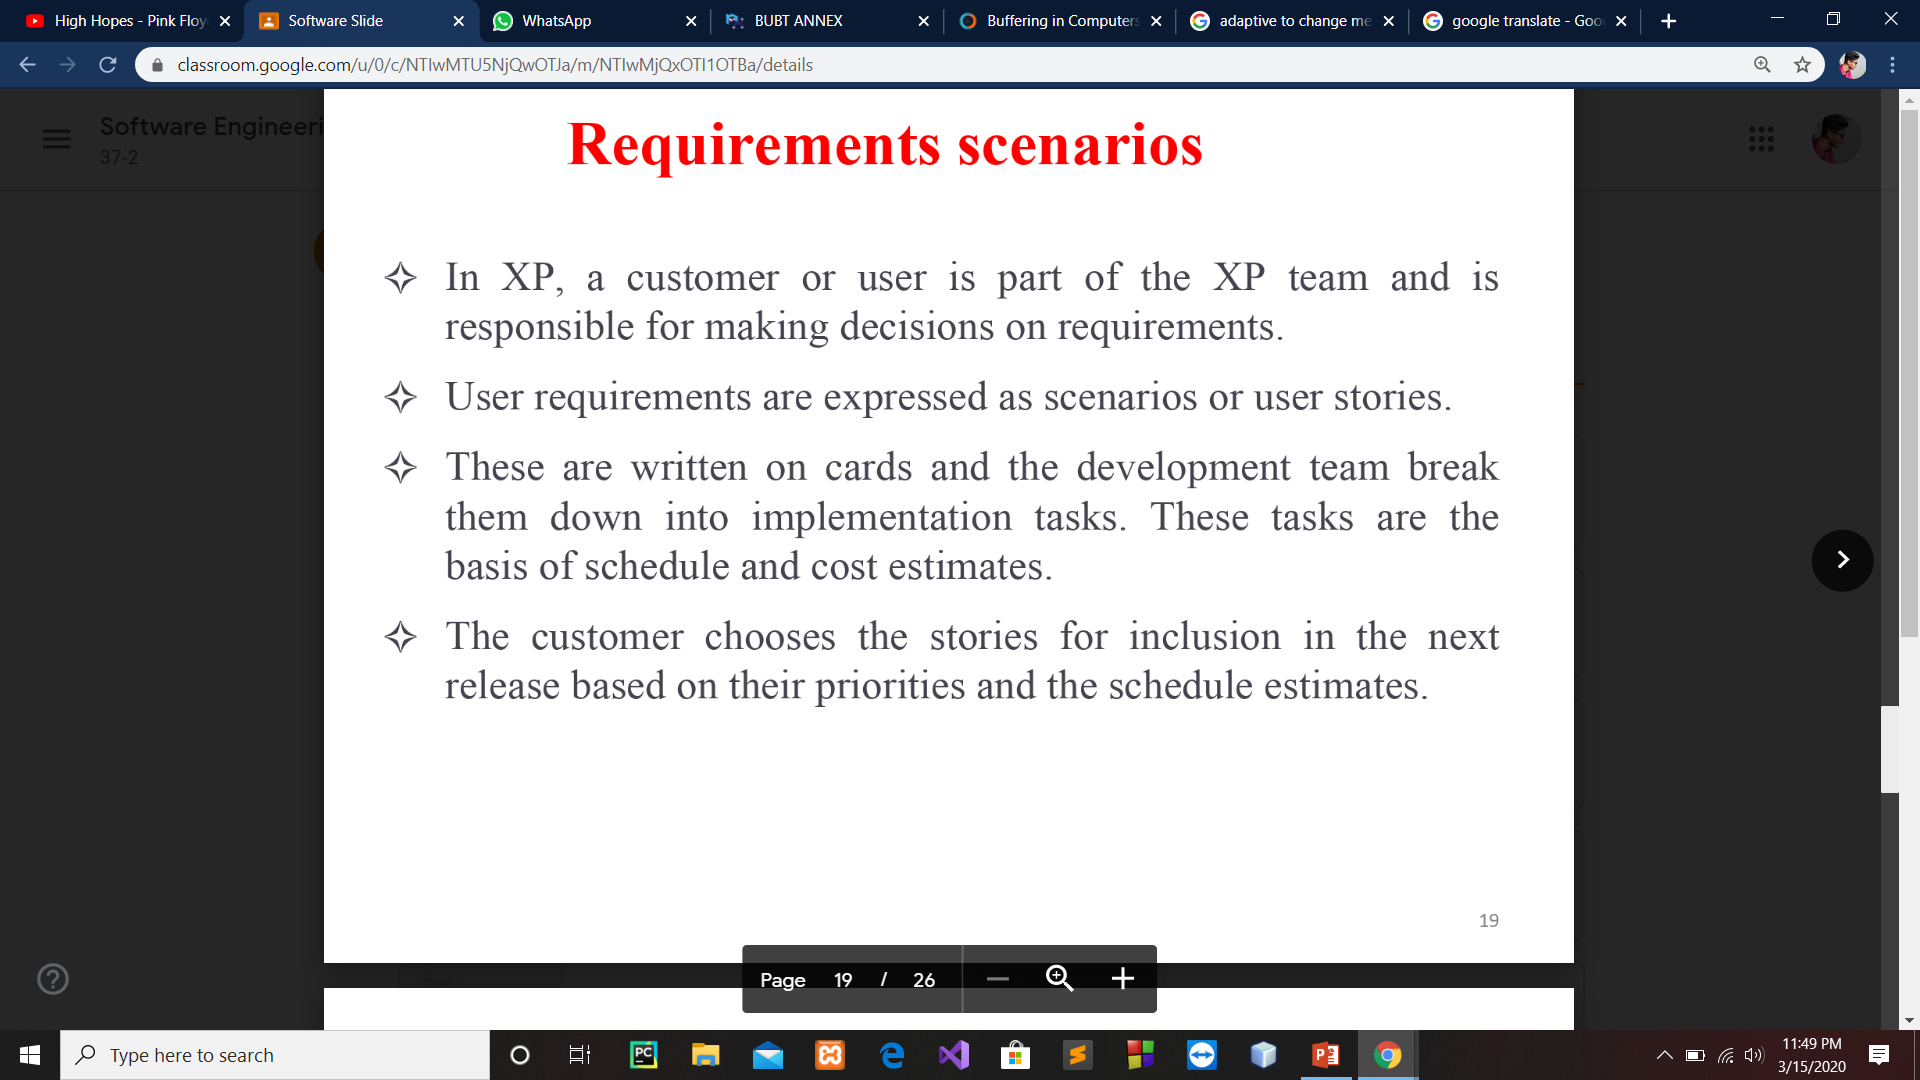 High Hopes - Pink Floy
Software Slide
WhatsApp
BUBT ANNEX
Buffering in Computers
adaptive to change me
google translate - Goo
classroom.google.com/u/0/c/NTIwMTU5NjQwOTJa/m/NTIwMjQxOTI1OTBa/details
Software Engineeri
37-2
Requirements scenarios
In XP, a customer or user is part of the XP team and is
responsible for making decisions on requirements.
User requirements are expressed as scenarios or user stories.
These are written on cards and the development team break
them down into implementation tasks. These tasks are the
basis of schedule and cost estimates.
The customer chooses the stories for inclusion in the next
release based on their priorities and the schedule estimates.
19
Page 19 / 26
Type here to search
11:49 PM
3/15/2020